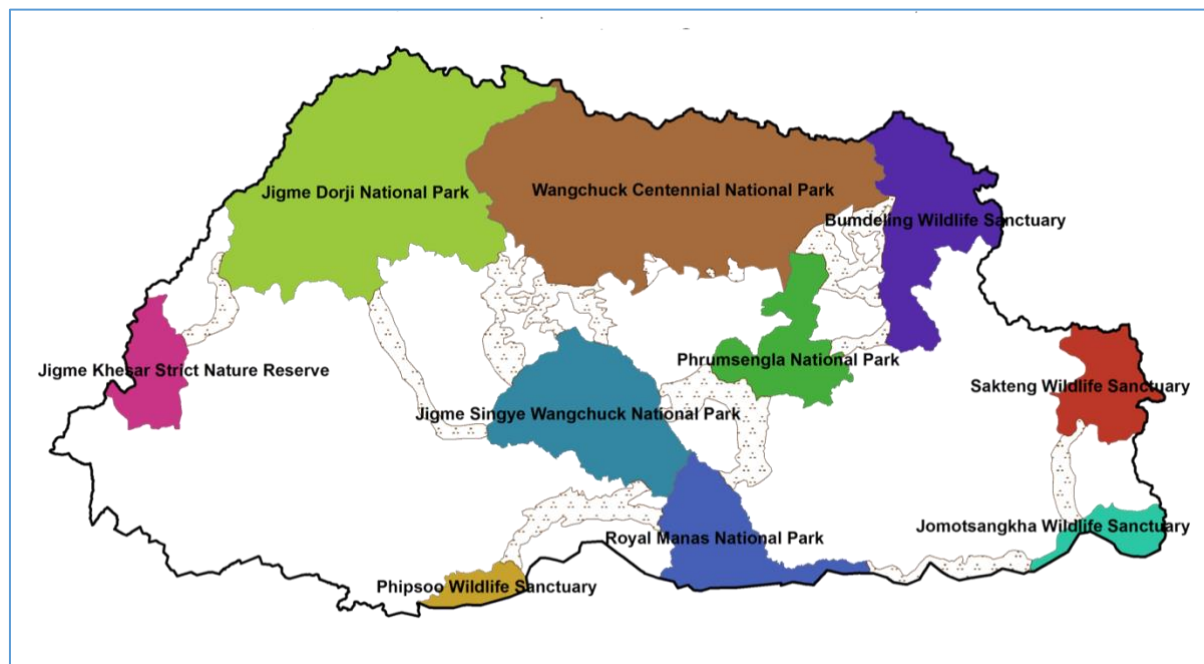 Jigme Dorji National Park
Wangchuck Centennial National Park
Bumdeling Wildlife Sanctuary
Phrumsengla National Park
Jigme Khesar Strict Nature Reserve
Sakteng Wildlife Sanctuary
Jigme Singye Wangchuck National Park
Jomotsangkha Wildlife Sanctuary
Royal Manas National Park
Phipsoo Wildlife Sanctuary